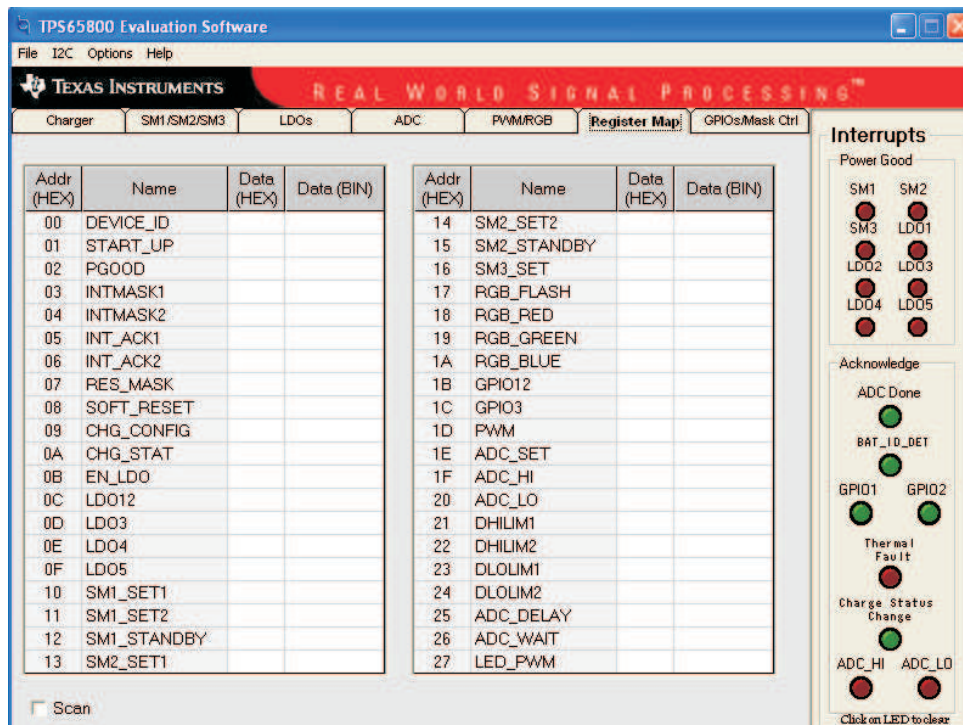 TPS65800 Evaluation Software
File I2C Options Help
TEXAS INSTRUMENTS
REAL WORLD SIGNAL PROCESSING™
Charger SM1/SM2/SM3 LDOs ADC PWM/RGB Register Map GPIOs/Mask Ctrl
Addr (HEX) Name Data (HEX) Data (BIN)
00 DEVICE_ID
01 START_UP
02 PGOOD
03 INTMASK1
04 INTMASK2
05 INT_ACK1
06 INT_ACK2
07 RES_MASK
08 SOFT_RESET
09 CHG_CONFIG
0A CHG_STAT
0B EN_LDO
0C LDO12
0D LDO3
0E LDO4
0F LDO5
10 SM1_SET1
11 SM1_SET2
12 SM1_STANDBY
13 SM2_SET1
Addr (HEX) Name Data (HEX) Data (BIN)
14 SM2_SET2
15 SM2_STANDBY
16 SM3_SET
17 RGB_FLASH
18 RGB_RED
19 RGB_GREEN
1A RGB_BLUE
1B GPIO12
1C GPIO3
1D PWM
1E ADC_SET
1F ADC_HI
20 ADC_LO
21 DHILIM1
22 DHILIM2
23 DLOLIM1
24 DLOLIM2
25 ADC_DELAY
26 ADC_WAIT
27 LED_PWM
Scan
Interrupts
Power Good
SM1 SM2
SM3 LDO1
LDO2 LDO3
LDO4 LDO5
Acknowledge
ADC Done
BAT_ID_DET
GPIO1 GPIO2
Thermal
Fault
Charge Status
Change
ADC_HI ADC_LO
Click on LED to clear